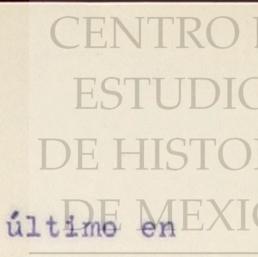 CENTRO
ESTUDIO
DE HISTO
DE MEXIC
último en